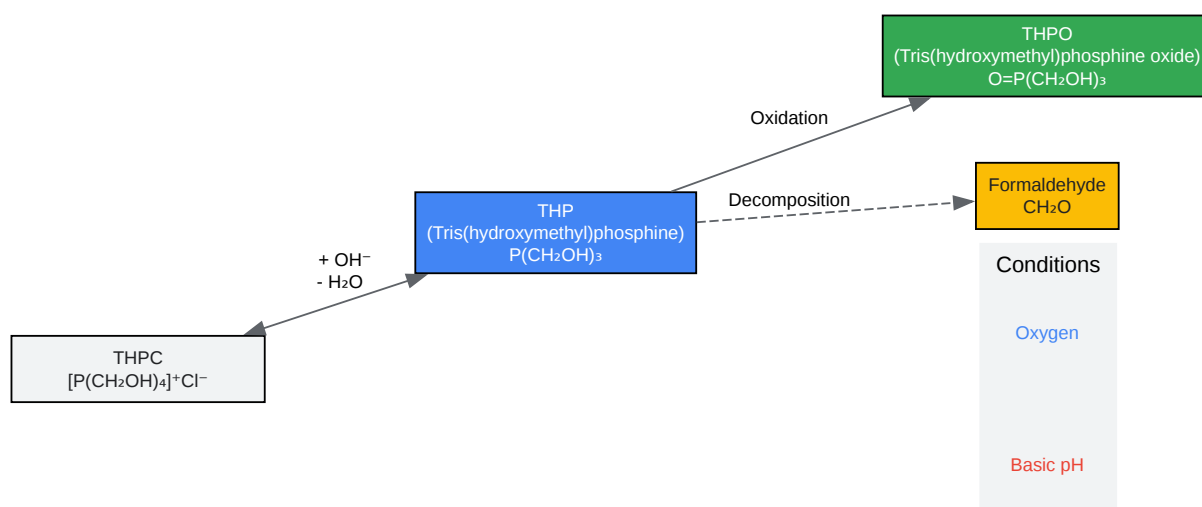 THPO
(Tris(hydroxymethyl)phosphine oxide)
O=P(CH₂OH)₃
Oxidation
Formaldehyde
CH₂O
Decomposition
THP
(Tris(hydroxymethyl)phosphine)
P(CH₂OH)₃
+ OH⁻
- H₂O
THPC
[P(CH₂OH)₄]⁺Cl⁻
Conditions
Oxygen
Basic pH